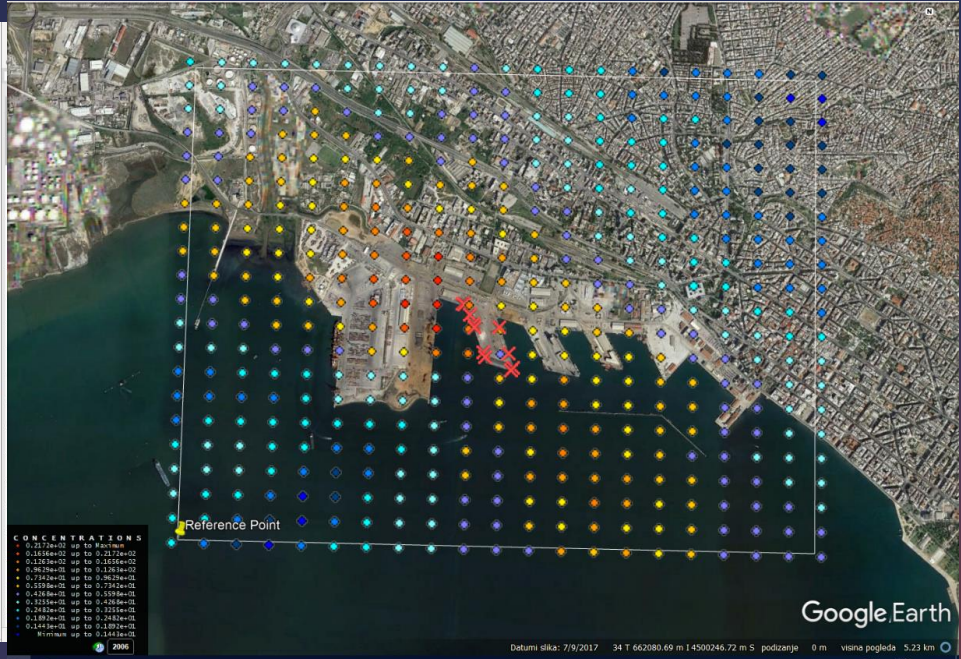 N
Reference Point
CONCENTRATIONS
0.2172e+02 up to Maximum
0.1656e+02 up to 0.2172e+02
0.1263e+02 up to 0.1656e+02
0.9629e+01 up to 0.1263e+02
0.7342e+01 up to 0.9629e+01
0.5598e+01 up to 0.7342e+01
0.4268e+01 up to 0.5598e+01
0.3255e+01 up to 0.4268e+01
0.2482e+01 up to 0.3255e+01
0.1892e+01 up to 0.2482e+01
0.1443e+01 up to 0.1892e+01
Minimum up to 0.1443e+01
2006
Google Earth
Datumi slika: 7/9/2017 34 T 662080.69 m I 4500246.72 m S podizanje 0 m visina pogleda 5.23 km